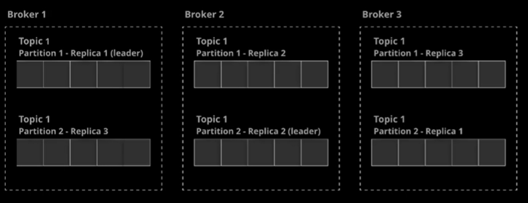 Broker 1
Topic 1
Partition 1 - Replica 1 (leader)
Topic 1
Partition 2 - Replica 3
Broker 2
Topic 1
Partition 1 - Replica 2
Topic 1
Partition 2 - Replica 2 (leader)
Broker 3
Topic 1
Partition 1 - Replica 3
Topic 1
Partition 2 - Replica 1